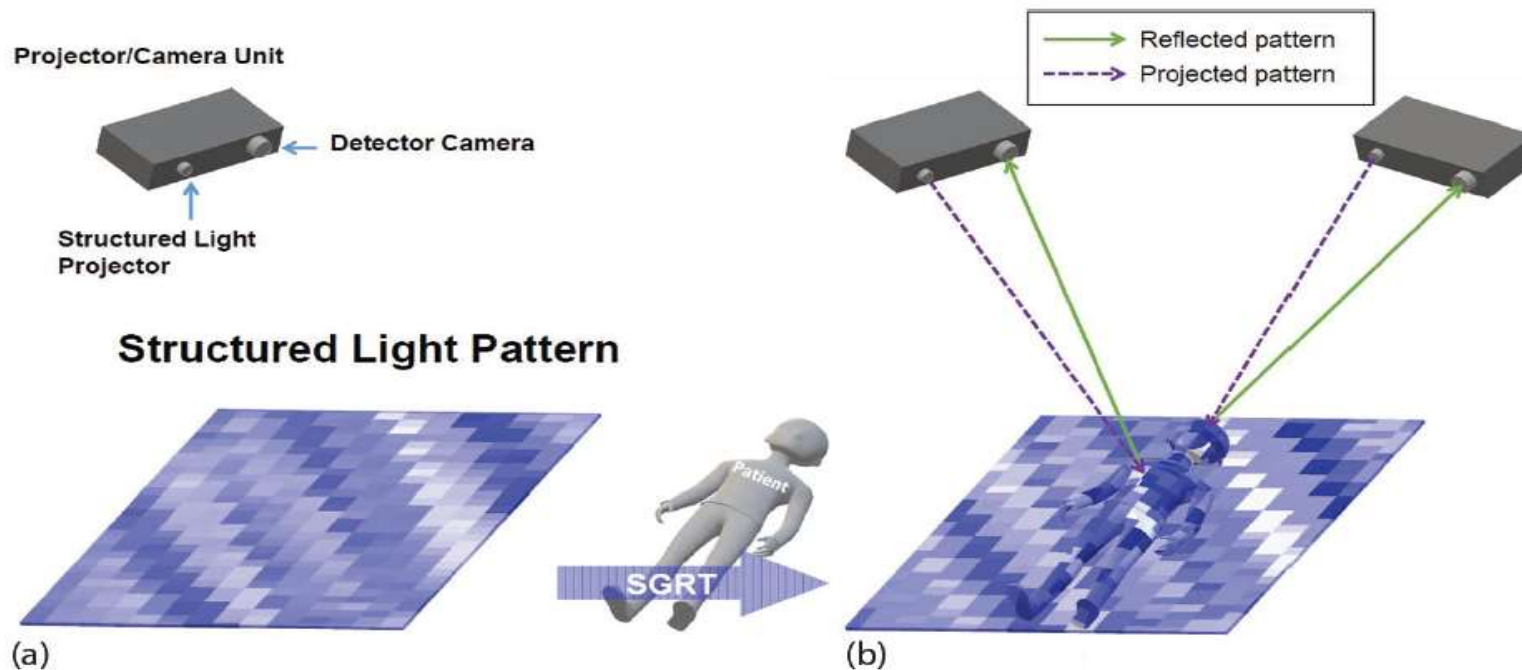 Projector/Camera Unit
Detector Camera
Structured Light
Projector
Structured Light Pattern
Patient
SGRT
(a)
Reflected pattern
Projected pattern
(b)